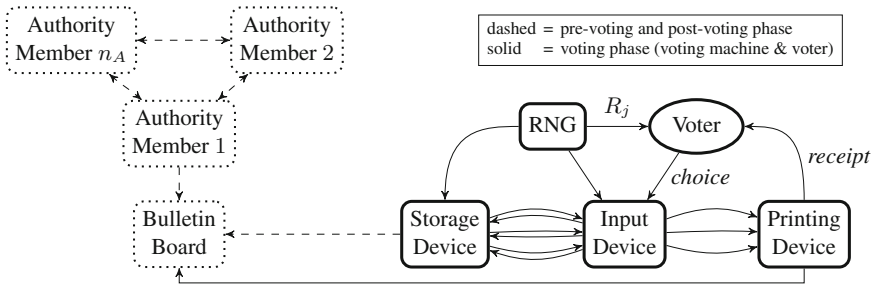 Authority
Member n_A
Authority
Member 2
dashed = pre-voting and post-voting phase
solid = voting phase (voting machine & voter)
Authority
Member 1
RNG
R_j
Voter
receipt
choice
Bulletin
Board
Storage
Device
Input
Device
Printing
Device